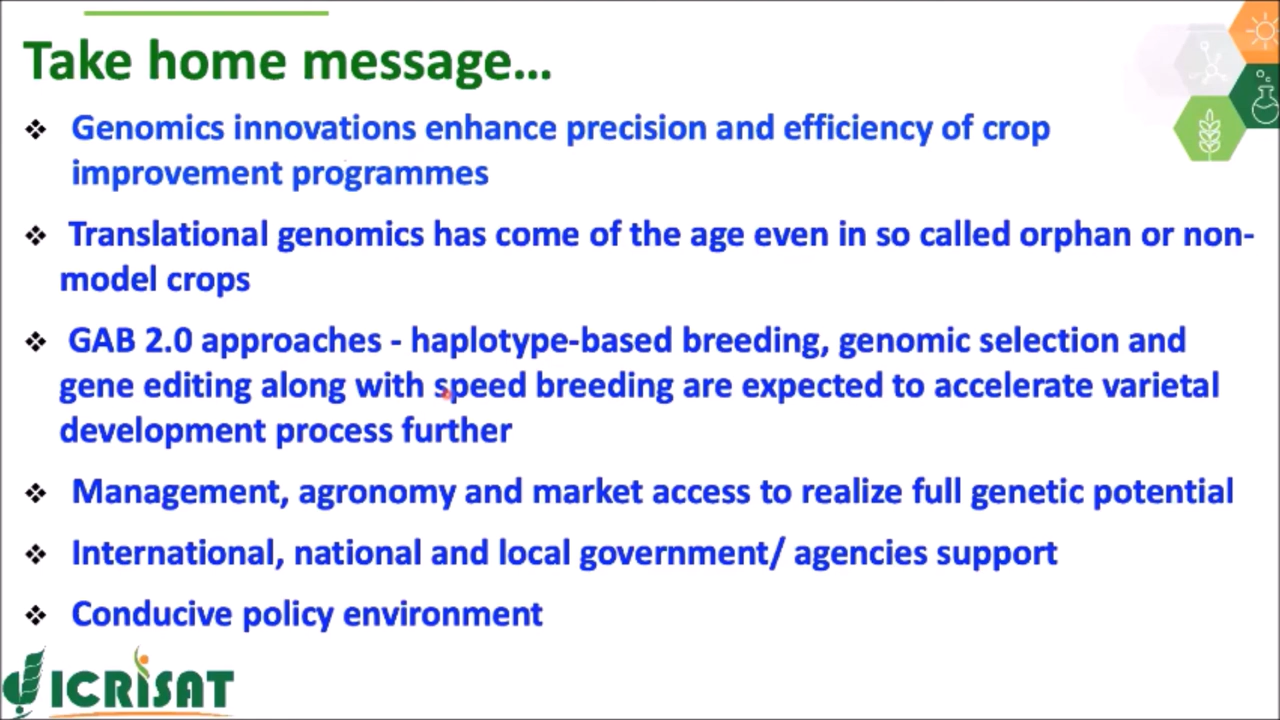 Take home message...
❖ Genomics innovations enhance precision and efficiency of crop
improvement programmes
❖ Translational genomics has come of the age even in so called orphan or non-
model crops
❖ GAB 2.0 approaches - haplotype-based breeding, genomic selection and
gene editing along with speed breeding are expected to accelerate varietal
development process further
❖ Management, agronomy and market access to realize full genetic potential
❖ International, national and local government/ agencies support
❖ Conducive policy environment
ICRISAT